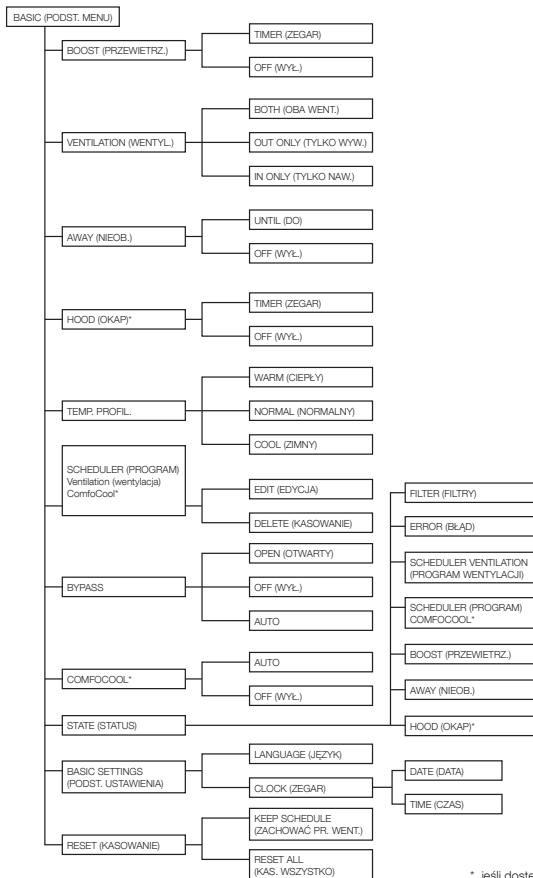 BASIC (PODST. MENU)
BOOST (PRZEWIETRZ.)
TIMER (ZEGAR)
OFF (WYŁ.)
VENTILATION (WENTYL.)
BOTH (OBA WENT.)
OUT ONLY (TYLKO WYW.)
IN ONLY (TYLKO NAW.)
AWAY (NIEOB.)
UNTIL (DO)
OFF (WYŁ.)
HOOD (OKAP)*
TIMER (ZEGAR)
OFF (WYŁ.)
TEMP. PROFIL.
WARM (CIEPŁY)
NORMAL (NORMALNY)
COOL (ZIMNY)
SCHEDULER (PROGRAM)
Ventilation (wentylacja)
ComfoCool*
EDIT (EDYCJA)
DELETE (KASOWANIE)
BYPASS
OPEN (OTWARTY)
OFF (WYŁ.)
AUTO
COMFOCOOL*
AUTO
OFF (WYŁ.)
STATE (STATUS)
FILTER (FILTRY)
ERROR (BŁĄD)
SCHEDULER VENTILATION
(PROGRAM WENTYLACJI)
SCHEDULER (PROGRAM)
COMFOCOOL*
BOOST (PRZEWIETRZ.)
AWAY (NIEOB.)
HOOD (OKAP)*
BASIC SETTINGS
(PODST. USTAWIENIA)
LANGUAGE (JĘZYK)
CLOCK (ZEGAR)
DATE (DATA)
TIME (CZAS)
RESET (KASOWANIE)
KEEP SCHEDULE
(ZACHOWAĆ PR. WENT.)
RESET ALL
(KAS. WSZYSTKO)
* jeśli